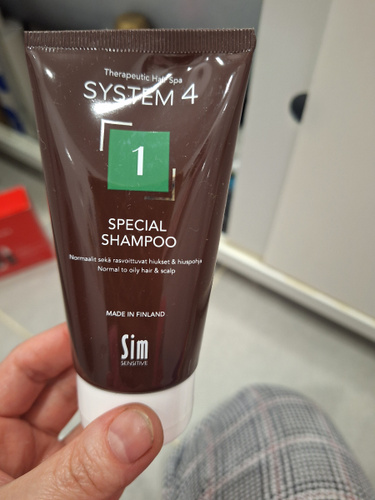 Therapeutic Hair Spa
SYSTEM 4
1
SPECIAL
SHAMPOO
Normaalit sekä rasvoittuvat hiukset & hiuspohja
Normal to oily hair & scalp
MADE IN FINLAND
Sim
SENSITIVE